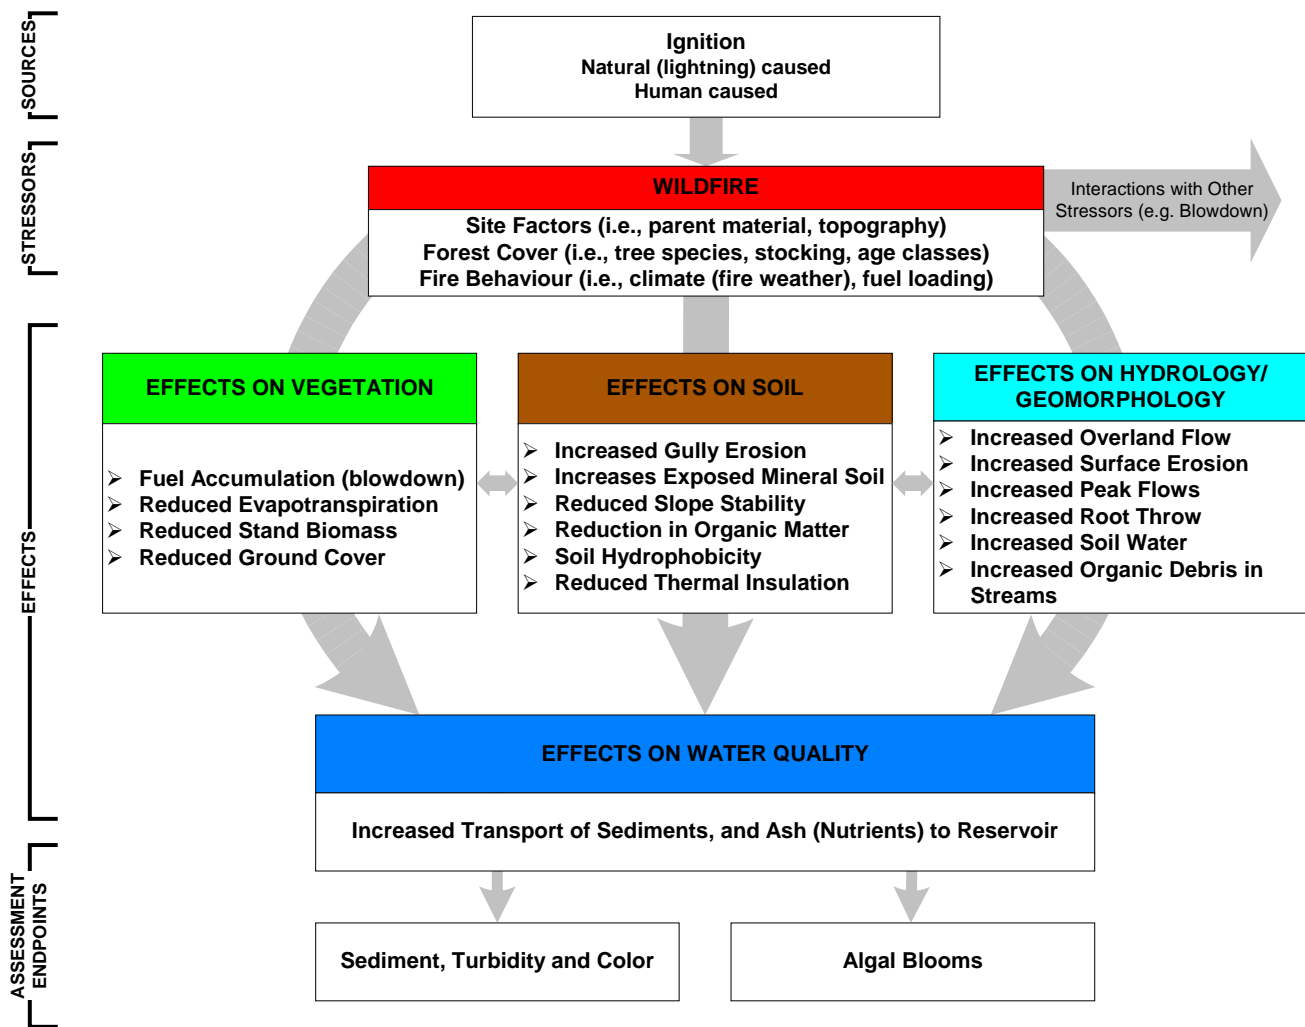 SOURCES
Ignition
Natural (lightning) caused
Human caused
STRESSORS
WILDFIRE
Site Factors (i.e., parent material, topography)
Forest Cover (i.e., tree species, stocking, age classes)
Fire Behaviour (i.e., climate (fire weather), fuel loading)
Interactions with Other
Stressors (e.g. Blowdown)
EFFECTS
EFFECTS ON VEGETATION
➢ Fuel Accumulation (blowdown)
➢ Reduced Evapotranspiration
➢ Reduced Stand Biomass
➢ Reduced Ground Cover
EFFECTS ON SOIL
➢ Increased Gully Erosion
➢ Increases Exposed Mineral Soil
➢ Reduced Slope Stability
➢ Reduction in Organic Matter
➢ Soil Hydrophobicity
➢ Reduced Thermal Insulation
EFFECTS ON HYDROLOGY/
GEOMORPHOLOGY
➢ Increased Overland Flow
➢ Increased Surface Erosion
➢ Increased Peak Flows
➢ Increased Root Throw
➢ Increased Soil Water
➢ Increased Organic Debris in
Streams
EFFECTS ON WATER QUALITY
Increased Transport of Sediments, and Ash (Nutrients) to Reservoir
ASSESSMENT
ENDPOINTS
Sediment, Turbidity and Color
Algal Blooms